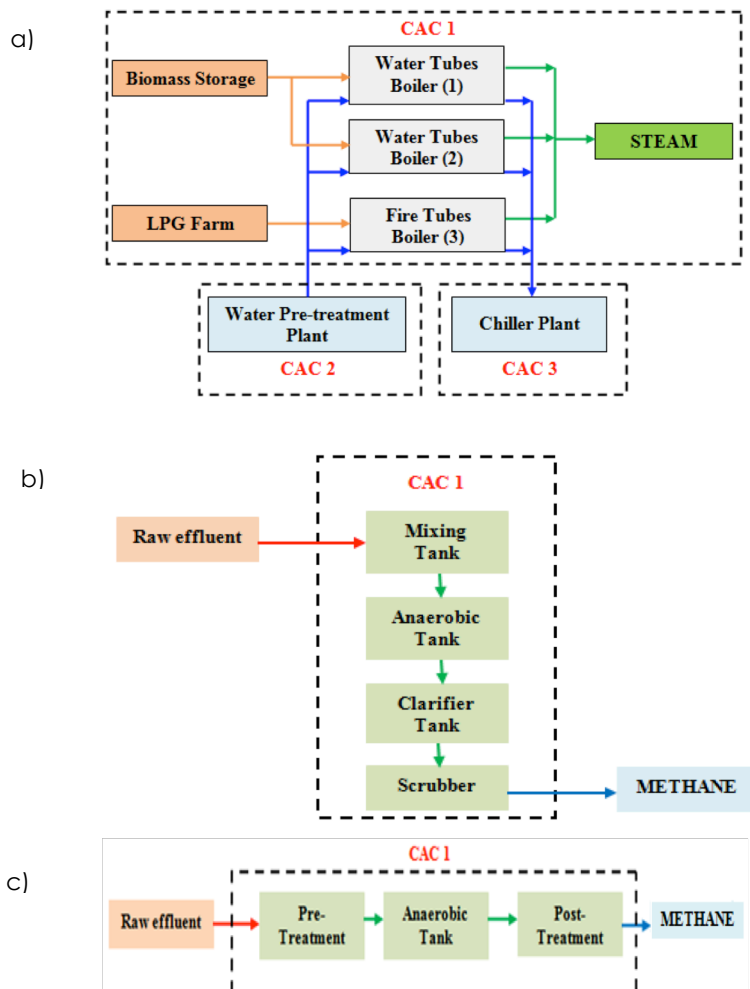 a)
CAC 1
Biomass Storage
Water Tubes
Boiler (1)
Water Tubes
Boiler (2)
STEAM
LPG Farm
Fire Tubes
Boiler (3)
Water Pre-treatment
Plant
CAC 2
Chiller Plant
CAC 3
b)
CAC 1
Raw effluent
Mixing
Tank
Anaerobic
Tank
Clarifier
Tank
Scrubber
METHANE
c)
CAC 1
Raw effluent
Pre-
Treatment
Anaerobic
Tank
Post-
Treatment
METHANE